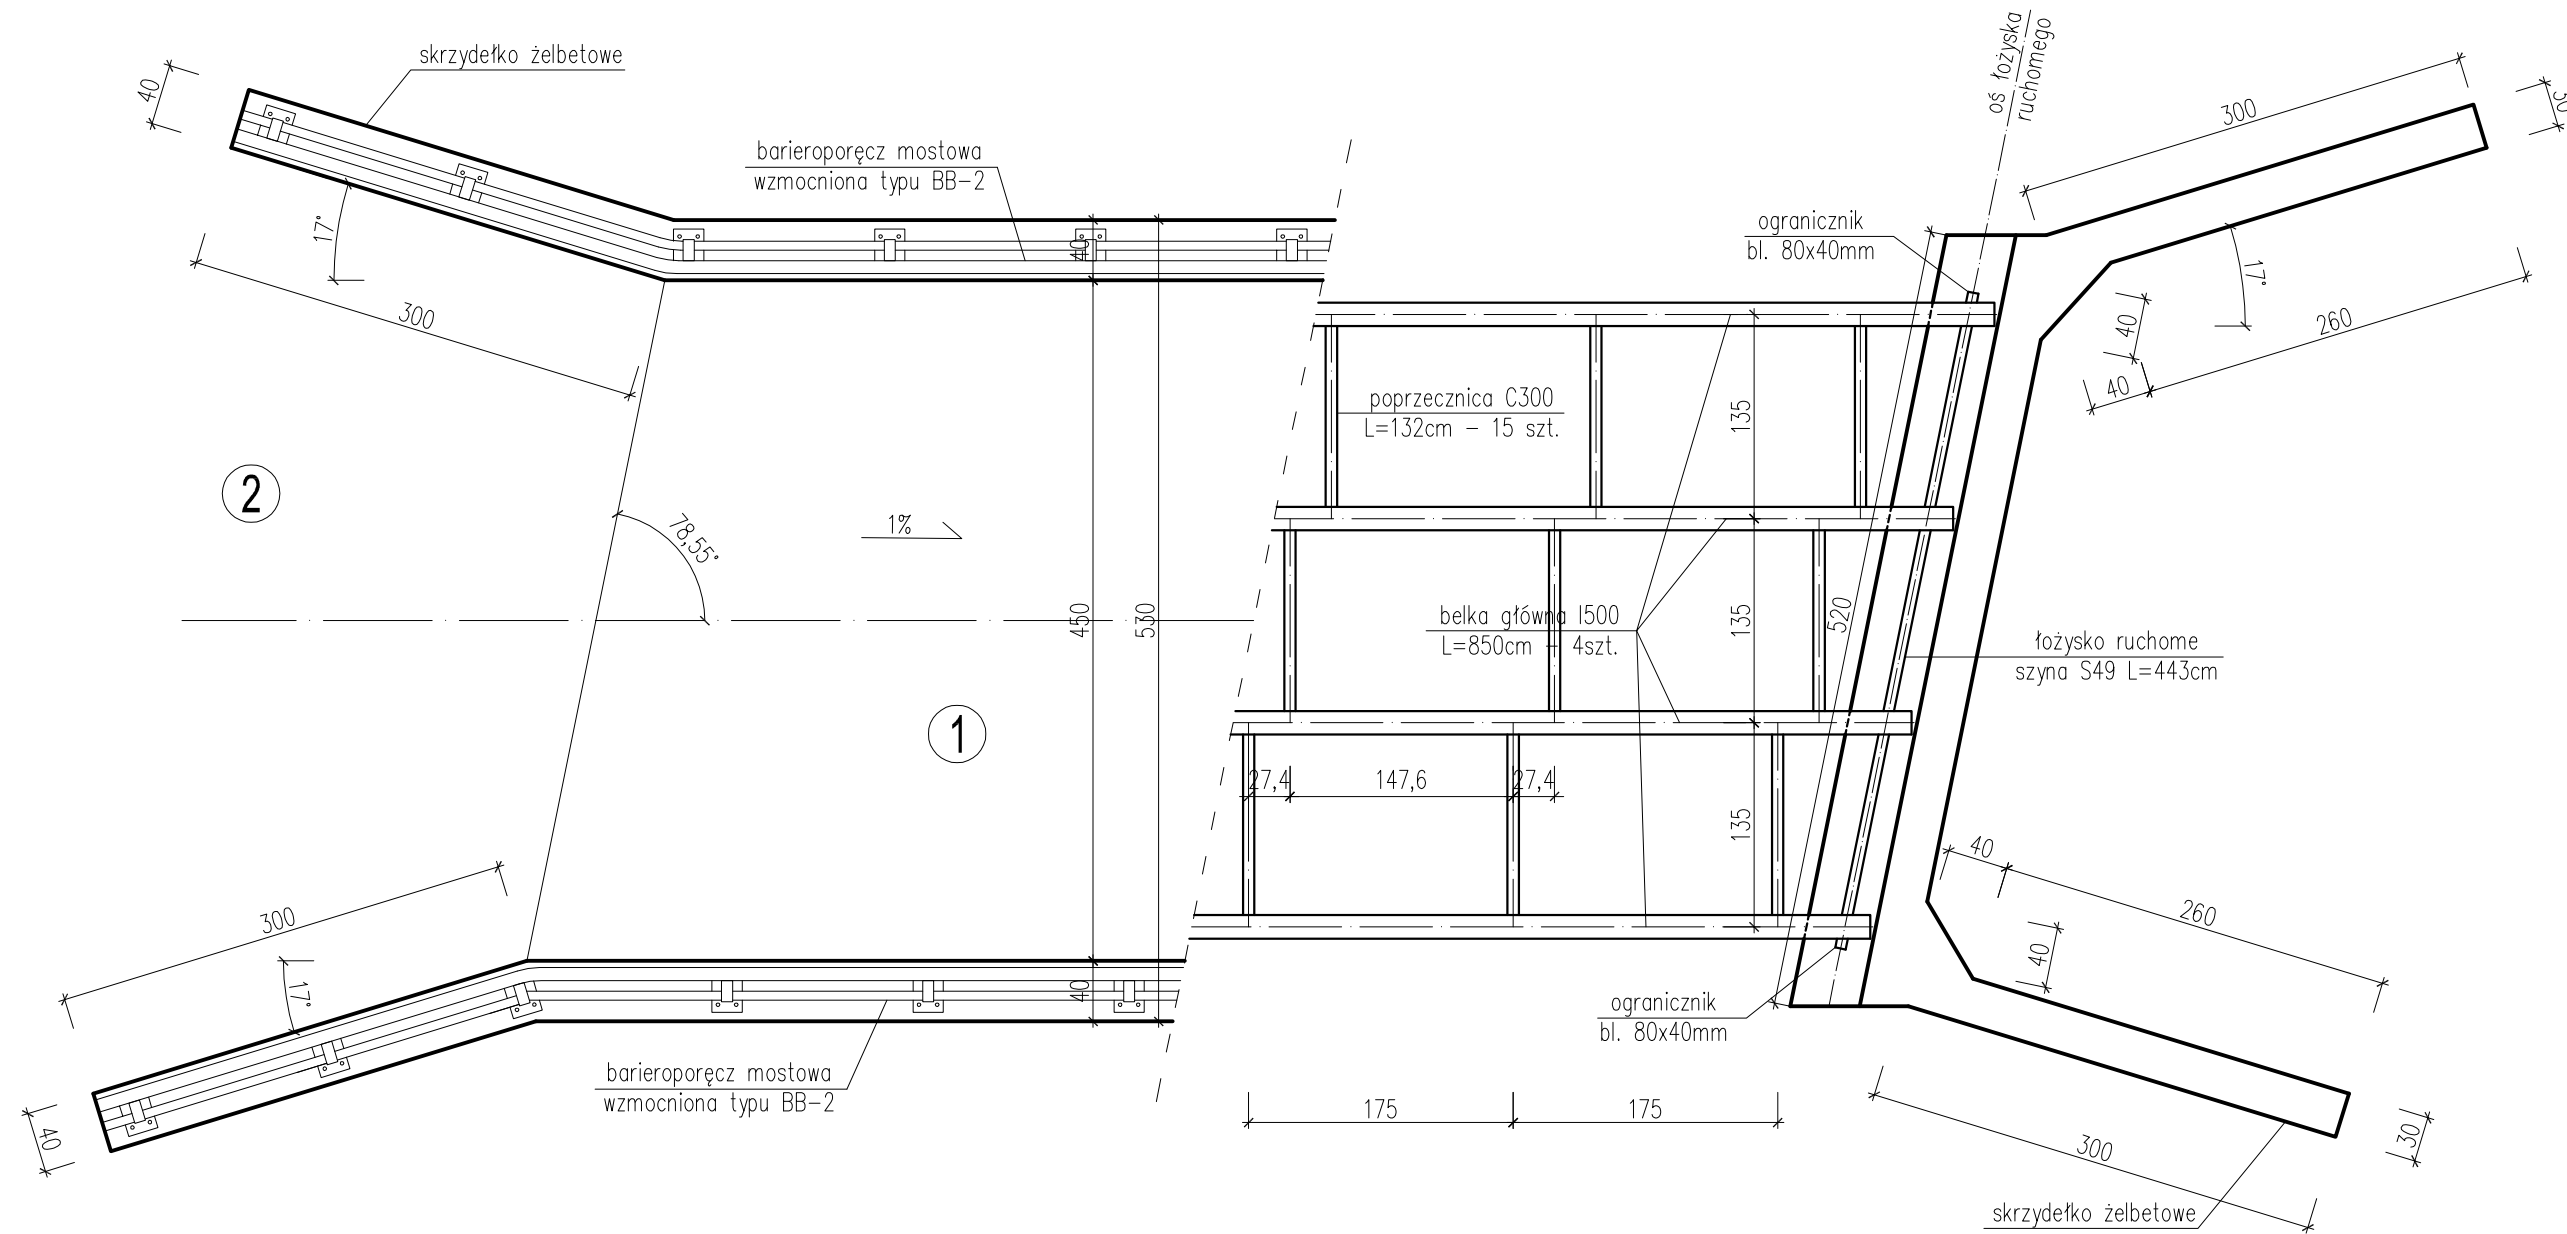 skrzydełko żelbetowe
40
barieroporęcz mostowa
wzmocniona typu BB-2
17°
300
40
oś łożyska
ruchomego
300
30
ogranicznik
bl. 80x40mm
17°
260
40
40
poprzecznica C300
L=132cm - 15 szt.
135
2
78,55°
1%
450
530
belka główna I500
L=850cm - 4szt.
135
520
łożysko ruchome
szyna S49 L=443cm
1
27,4
147,6
27,4
135
40
260
40
300
17°
40
ogranicznik
bl. 80x40mm
barieroporęcz mostowa
wzmocniona typu BB-2
40
175
175
300
30
skrzydełko żelbetowe